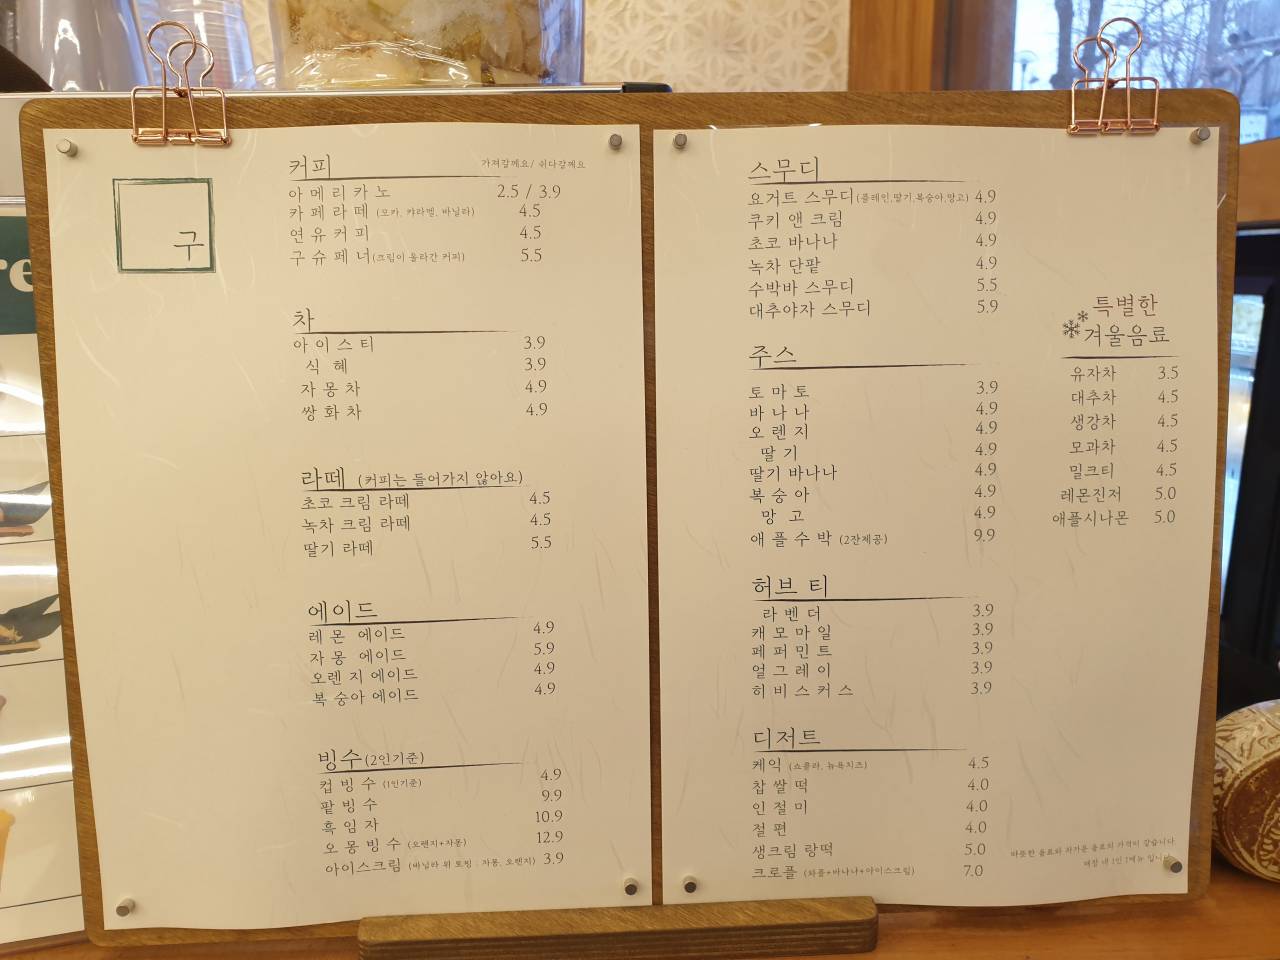 구
커피 가져갈께요/ 쉬다갈께요
아메리카노 2.5 / 3.9
카페라떼 (모카, 캬라멜, 바닐라) 4.5
연유커피 4.5
구슈페너(크림이 올라간 커피) 5.5
차
아이스티 3.9
식혜 3.9
자몽차 4.9
쌍화차 4.9
라떼 (커피는 들어가지 않아요)
초코 크림 라떼 4.5
녹차 크림 라떼 4.5
딸기 라떼 5.5
에이드
레몬 에이드 4.9
자몽 에이드 5.9
오렌지 에이드 4.9
복숭아 에이드 4.9
빙수(2인기준)
컵빙수 (1인기준) 4.9
팥빙수 9.9
흑임자 10.9
오몽빙수 (오렌지+자몽) 12.9
아이스크림 (바닐라 위 토핑 : 자몽, 오렌지) 3.9
스무디
요거트 스무디(플레인,딸기,복숭아,망고) 4.9
쿠키 앤 크림 4.9
초코 바나나 4.9
녹차 단팥 4.9
수박바 스무디 5.5
대추야자 스무디 5.9
주스
토마토 3.9
바나나 4.9
오렌지 4.9
딸기 4.9
딸기 바나나 4.9
복숭아 4.9
망고 4.9
애플수박 (2잔제공) 9.9
허브 티
라벤더 3.9
캐모마일 3.9
페퍼민트 3.9
얼그레이 3.9
히비스커스 3.9
디저트
케익 (쇼콜라, 뉴욕치즈) 4.5
찹쌀떡 4.0
인절미 4.0
절편 4.0
생크림 랑떡 5.0
크로플 (와플+바나나+아이스크림) 7.0
특별한
겨울음료
유자차 3.5
대추차 4.5
생강차 4.5
모과차 4.5
밀크티 4.5
레몬진저 5.0
애플시나몬 5.0
따뜻한 음료와 차가운 음료의 가격이 같습니다
매장 내 1인 1메뉴 입니다
re